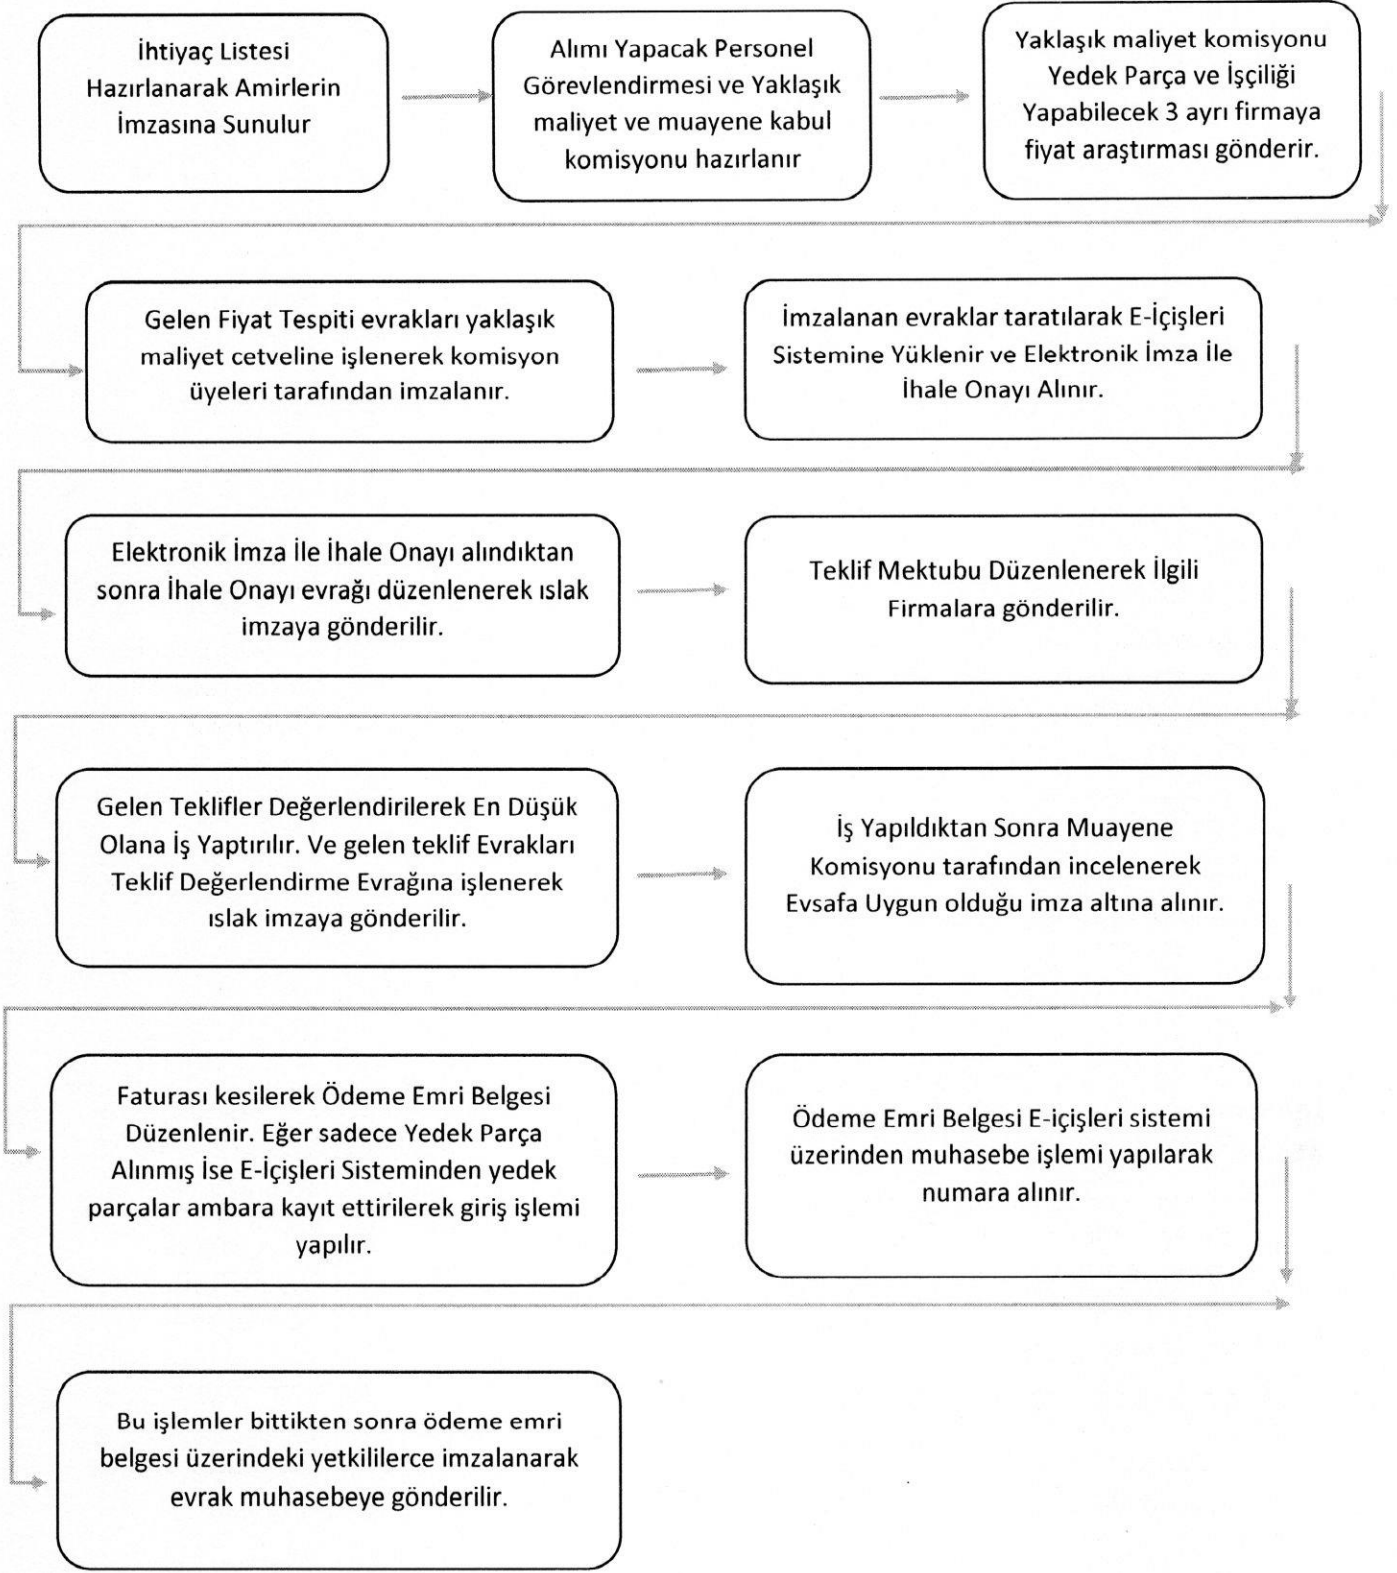 İhtiyaç Listesi
Hazırlanarak Amirlerin
İmzasına Sunulur
Alımı Yapacak Personel
Görevlendirmesi ve Yaklaşık
maliyet ve muayene kabul
komisyonu hazırlanır
Yaklaşık maliyet komisyonu
Yedek Parça ve İşçiliği
Yapabilecek 3 ayrı firmaya
fiyat araştırması gönderir.
Gelen Fiyat Tespiti evrakları yaklaşık
maliyet cetveline işlenerek komisyon
üyeleri tarafından imzalanır.
İmzalanan evraklar taratılarak E-İçişleri
Sistemine Yüklenir ve Elektronik İmza İle
İhale Onayı Alınır.
Elektronik İmza İle İhale Onayı alındıktan
sonra İhale Onayı evrağı düzenlenerek ıslak
imzaya gönderilir.
Teklif Mektubu Düzenlenerek İlgili
Firmalara gönderilir.
Gelen Teklifler Değerlendirilerek En Düşük
Olana İş Yaptırılır. Ve gelen teklif Evrakları
Teklif Değerlendirme Evrağına işlenerek
ıslak imzaya gönderilir.
İş Yapıldıktan Sonra Muayene
Komisyonu tarafından incelenerek
Evsafa Uygun olduğu imza altına alınır.
Faturası kesilerek Ödeme Emri Belgesi
Düzenlenir. Eğer sadece Yedek Parça
Alınmış İse E-İçişleri Sisteminden yedek
parçalar ambara kayıt ettirilerek giriş işlemi
yapılır.
Ödeme Emri Belgesi E-içişleri sistemi
üzerinden muhasebe işlemi yapılarak
numara alınır.
Bu işlemler bittikten sonra ödeme emri
belgesi üzerindeki yetkililerce imzalanarak
evrak muhasebeye gönderilir.